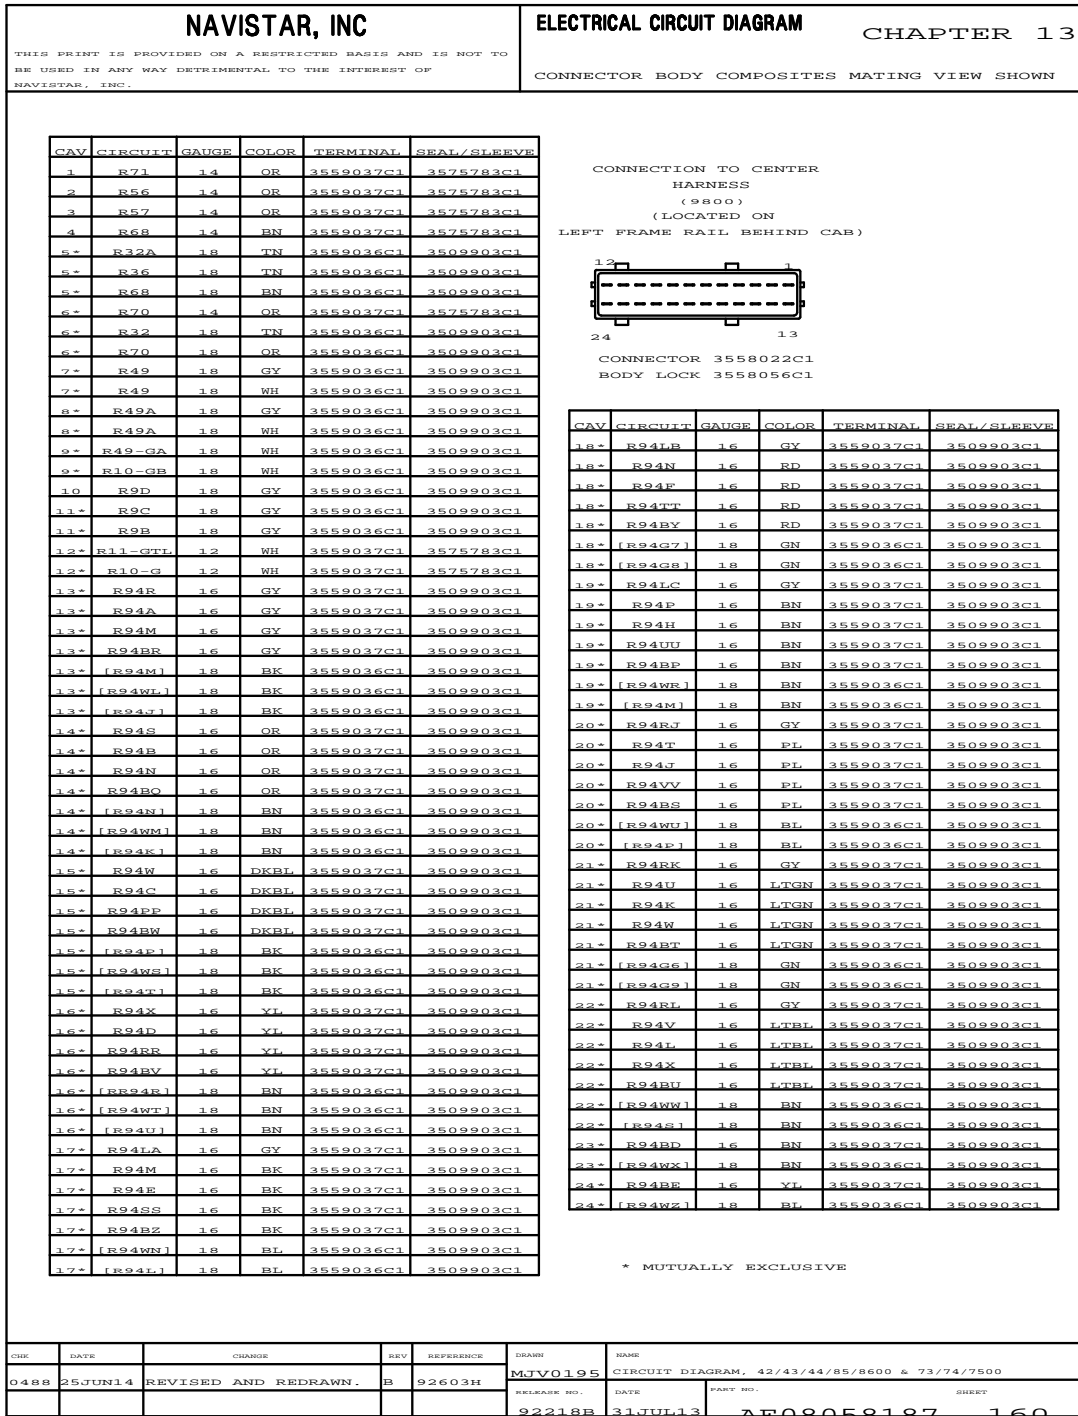 NAVISTAR, INC
THIS PRINT IS PROVIDED ON A RESTRICTED BASIS AND IS NOT TO
BE USED IN ANY WAY DETRIMENTAL TO THE INTEREST OF
NAVISTAR, INC.
ELECTRICAL CIRCUIT DIAGRAM CHAPTER 13
CONNECTOR BODY COMPOSITES MATING VIEW SHOWN
CAV CIRCUIT GAUGE COLOR TERMINAL SEAL/SLEEVE
1 R71 14 OR 3559037C1 3575783C1
2 R56 14 OR 3559037C1 3575783C1
3 R57 14 OR 3559037C1 3575783C1
4 R68 14 BN 3559037C1 3575783C1
5* R32A 18 TN 3559036C1 3509903C1
5* R36 18 TN 3559036C1 3509903C1
5* R68 18 BN 3559036C1 3509903C1
6* R70 14 OR 3559037C1 3575783C1
6* R32 18 TN 3559036C1 3509903C1
6* R70 18 OR 3559036C1 3509903C1
7* R49 18 GY 3559036C1 3509903C1
7* R49 18 WH 3559036C1 3509903C1
8* R49A 18 GY 3559036C1 3509903C1
8* R49A 18 WH 3559036C1 3509903C1
9* R49-GA 18 WH 3559036C1 3509903C1
9* R10-GB 18 WH 3559036C1 3509903C1
10 R9D 18 GY 3559036C1 3509903C1
11* R9C 18 GY 3559036C1 3509903C1
11* R9B 18 GY 3559036C1 3509903C1
12* R11-GTL 12 WH 3559037C1 3575783C1
12* R10-G 12 WH 3559037C1 3575783C1
13* R94R 16 GY 3559037C1 3509903C1
13* R94A 16 GY 3559037C1 3509903C1
13* R94M 16 GY 3559037C1 3509903C1
13* R94BR 16 GY 3559037C1 3509903C1
13* [R94M] 18 BK 3559036C1 3509903C1
13* [R94WL] 18 BK 3559036C1 3509903C1
13* [R94J] 18 BK 3559036C1 3509903C1
14* R94S 16 OR 3559037C1 3509903C1
14* R94B 16 OR 3559037C1 3509903C1
14* R94N 16 OR 3559037C1 3509903C1
14* R94BQ 16 OR 3559037C1 3509903C1
14* [R94N] 18 BN 3559036C1 3509903C1
14* [R94WM] 18 BN 3559036C1 3509903C1
14* [R94K] 18 BN 3559036C1 3509903C1
15* R94W 16 DKBL 3559037C1 3509903C1
15* R94C 16 DKBL 3559037C1 3509903C1
15* R94PP 16 DKBL 3559037C1 3509903C1
15* R94BW 16 DKBL 3559037C1 3509903C1
15* [R94P] 18 BK 3559036C1 3509903C1
15* [R94WS] 18 BK 3559036C1 3509903C1
15* [R94T] 18 BK 3559036C1 3509903C1
16* R94X 16 YL 3559037C1 3509903C1
16* R94D 16 YL 3559037C1 3509903C1
16* R94RR 16 YL 3559037C1 3509903C1
16* R94BV 16 YL 3559037C1 3509903C1
16* [RR94R] 18 BN 3559036C1 3509903C1
16* [R94WT] 18 BN 3559036C1 3509903C1
16* [R94U] 18 BN 3559036C1 3509903C1
17* R94LA 16 GY 3559037C1 3509903C1
17* R94M 16 BK 3559037C1 3509903C1
17* R94E 16 BK 3559037C1 3509903C1
17* R94SS 16 BK 3559037C1 3509903C1
17* R94BZ 16 BK 3559037C1 3509903C1
17* [R94WN] 18 BL 3559036C1 3509903C1
17* [R94L] 18 BL 3559036C1 3509903C1
CONNECTION TO CENTER
HARNESS
(9800)
(LOCATED ON
LEFT FRAME RAIL BEHIND CAB)
12 1
24 13
CONNECTOR 3558022C1
BODY LOCK 3558056C1
CAV CIRCUIT GAUGE COLOR TERMINAL SEAL/SLEEVE
18* R94LB 16 GY 3559037C1 3509903C1
18* R94N 16 RD 3559037C1 3509903C1
18* R94F 16 RD 3559037C1 3509903C1
18* R94TT 16 RD 3559037C1 3509903C1
18* R94BY 16 RD 3559037C1 3509903C1
18* [R94G7] 18 GN 3559036C1 3509903C1
18* [R94G8] 18 GN 3559036C1 3509903C1
19* R94LC 16 GY 3559037C1 3509903C1
19* R94P 16 BN 3559037C1 3509903C1
19* R94H 16 BN 3559037C1 3509903C1
19* R94UU 16 BN 3559037C1 3509903C1
19* R94BP 16 BN 3559037C1 3509903C1
19* [R94WR] 18 BN 3559036C1 3509903C1
19* [R94M] 18 BN 3559036C1 3509903C1
20* R94RJ 16 GY 3559037C1 3509903C1
20* R94T 16 PL 3559037C1 3509903C1
20* R94J 16 PL 3559037C1 3509903C1
20* R94VV 16 PL 3559037C1 3509903C1
20* R94BS 16 PL 3559037C1 3509903C1
20* [R94WU] 18 BL 3559036C1 3509903C1
20* [R94P] 18 BL 3559036C1 3509903C1
21* R94RK 16 GY 3559037C1 3509903C1
21* R94U 16 LTGN 3559037C1 3509903C1
21* R94K 16 LTGN 3559037C1 3509903C1
21* R94W 16 LTGN 3559037C1 3509903C1
21* R94BT 16 LTGN 3559037C1 3509903C1
21* [R94G6] 18 GN 3559036C1 3509903C1
21* [R94G9] 18 GN 3559036C1 3509903C1
22* R94RL 16 GY 3559037C1 3509903C1
22* R94V 16 LTBL 3559037C1 3509903C1
22* R94L 16 LTBL 3559037C1 3509903C1
22* R94X 16 LTBL 3559037C1 3509903C1
22* R94BU 16 LTBL 3559037C1 3509903C1
22* [R94WW] 18 BN 3559036C1 3509903C1
22* [R94S] 18 BN 3559036C1 3509903C1
23* R94BD 16 BN 3559037C1 3509903C1
23* [R94WX] 18 BN 3559036C1 3509903C1
24* R94BE 16 YL 3559037C1 3509903C1
24* [R94WZ] 18 BL 3559036C1 3509903C1
* MUTUALLY EXCLUSIVE
CHK DATE CHANGE REV REFERENCE
0488 25JUN14 REVISED AND REDRAWN. B 92603H
DRAWN NAME
MJV0195 CIRCUIT DIAGRAM, 42/43/44/85/8600 & 73/74/7500
RELEASE NO. DATE PART NO. SHEET
92218B 31JUL13 AE08058187 160